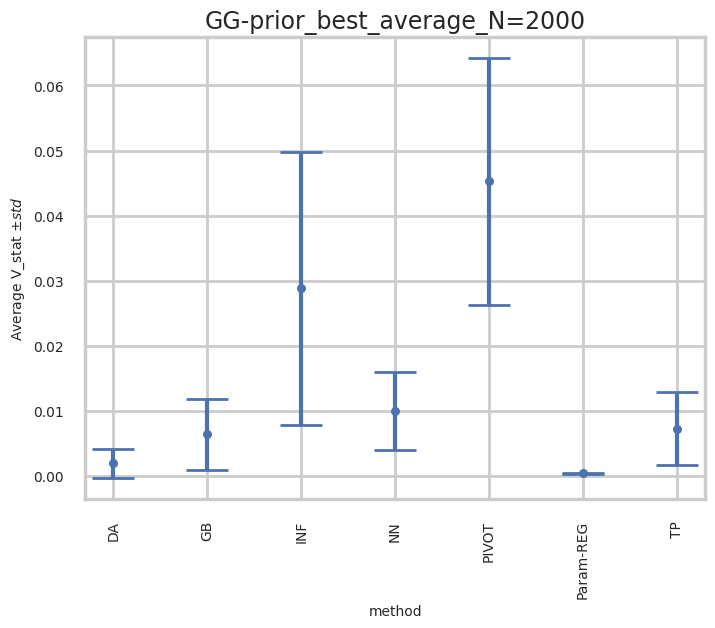 GG-prior_best_average_N=2000
Average V_stat ±std
0.06
0.05
0.04
0.03
0.02
0.01
0.00
DA
GB
INF
NN
PIVOT
Param-REG
TP
method